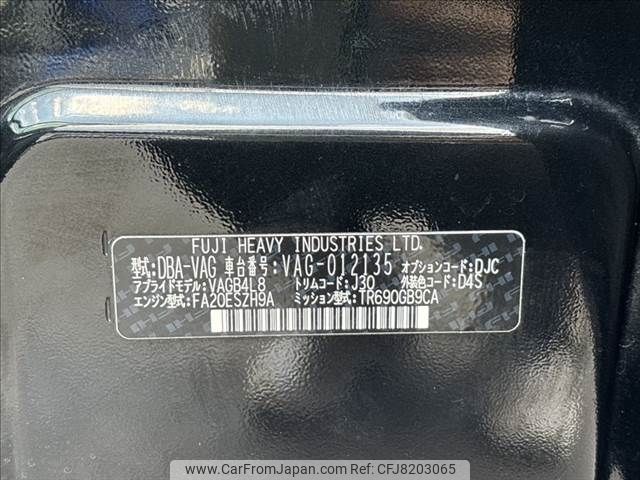 FUJI HEAVY INDUSTRIES LTD.
型式:DBA-VAG 車台番号:VAG-012135 オプションコード:DJC
アプライドモデル:VAGB4L8 トリムコード:J30 外装色コード:D4S
エンジン型式:FA20ESZH9A ミッション型式:TR690GB9CA
Car From Japan - www.carfromjapan.com - CFJ8203065